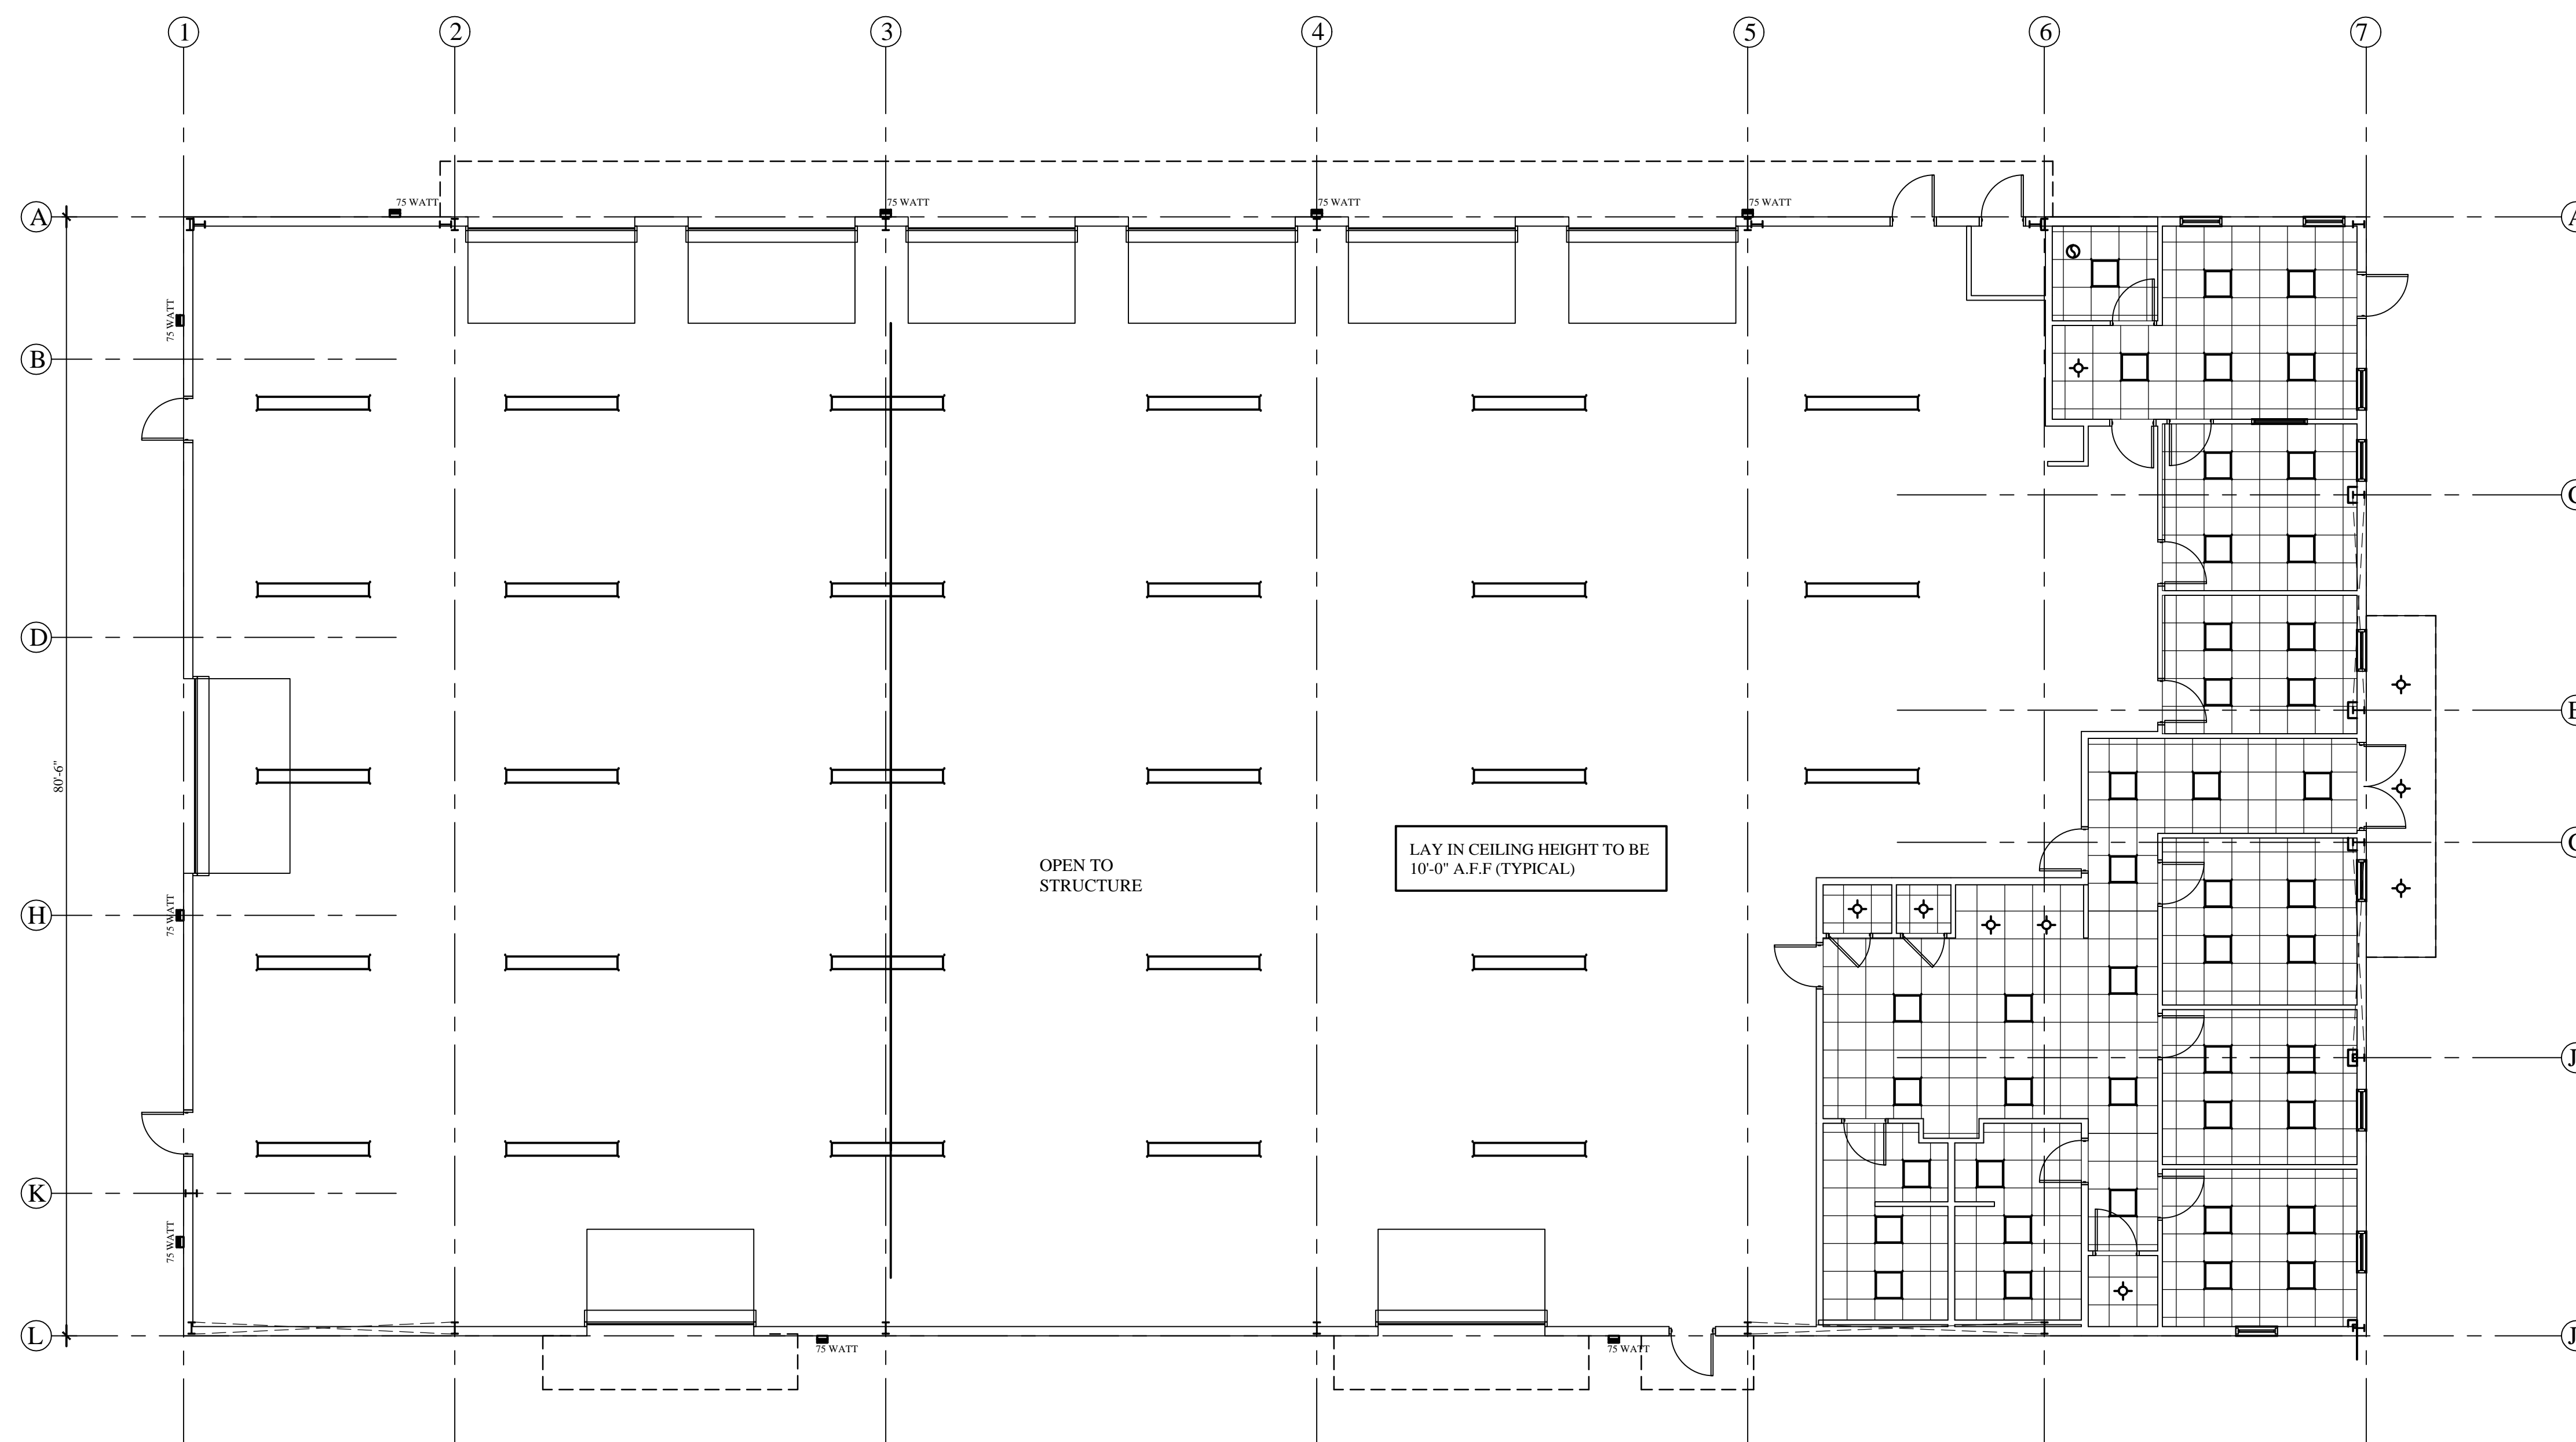 1 2 3 4 5 6 7
75 WATT 75 WATT 75 WATT 75 WATT
A A
75 WATT
B
C
D
E
80'-6"
LAY IN CEILING HEIGHT TO BE
10'-0" A.F.F (TYPICAL)
OPEN TO
STRUCTURE
G
H
75 WATT
J
K
75 WATT
L J
75 WATT 75 WATT